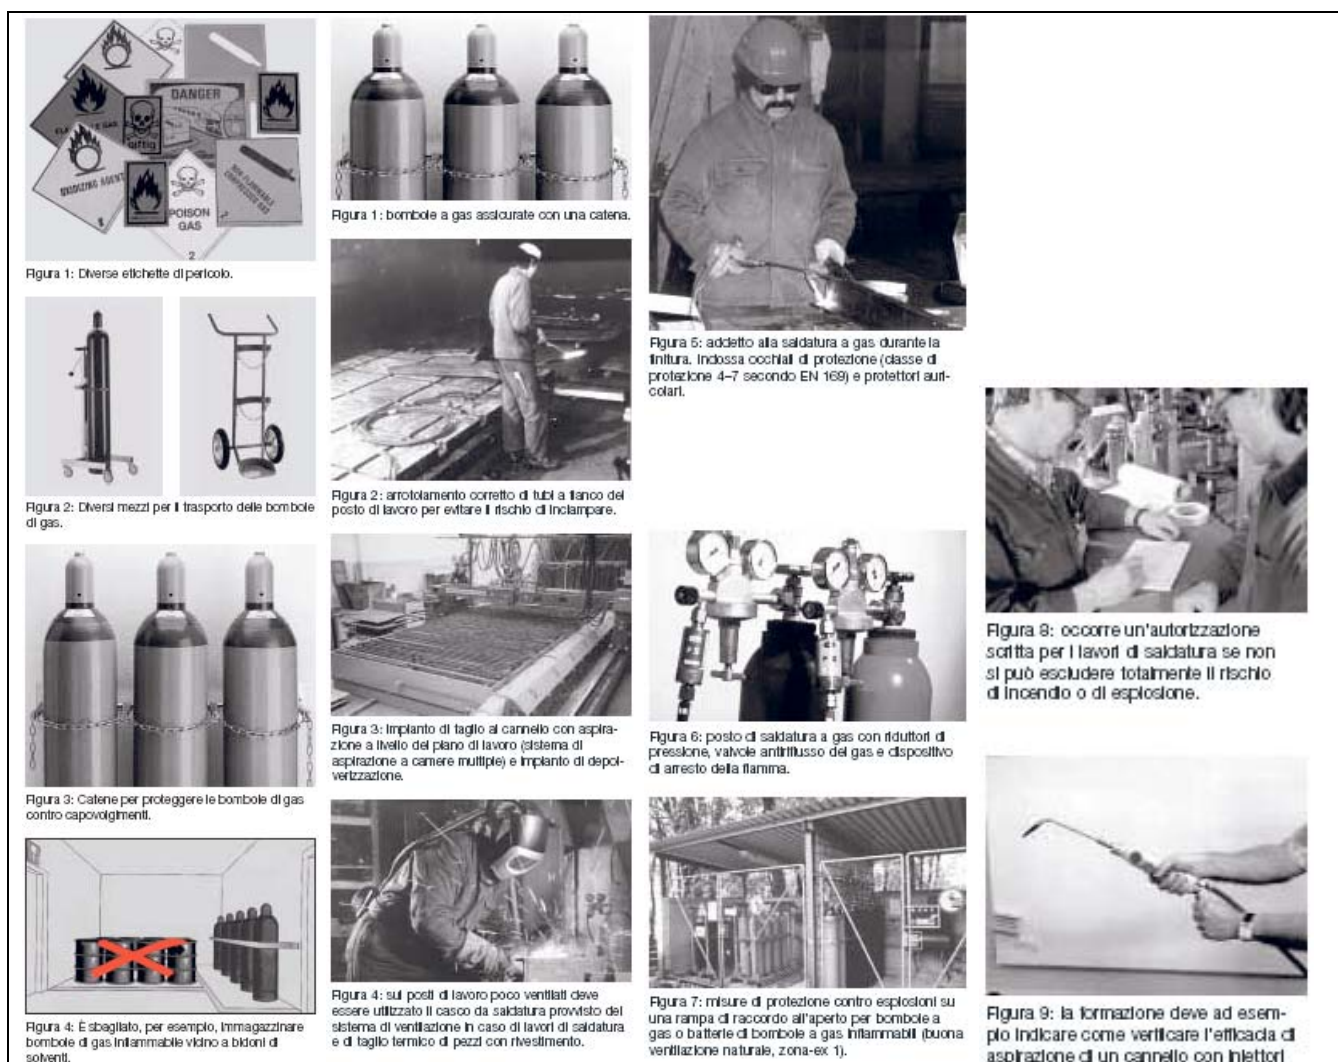 DANGER
giftig
OXIDIZING AGENT
NON-FLAMMABLE
COMPRESSED GAS
POISON
GAS
2
Figura 1: Diverse etichette di pericolo.
Figura 2: Diversi mezzi per il trasporto delle bombole
di gas.
Figura 3: Catene per proteggere le bombole di gas
contro capovolgimenti.
Figura 4: È sbagliato, per esempio, immagazzinare
bombole di gas infiammabile vicino a bidoni di
solventi.
Figura 1: bombole a gas assicurate con una catena.
Figura 2: arrotolamento corretto di tubi a fianco del
posto di lavoro per evitare il rischio di inciampare.
Figura 3: impianto di taglio al cannello con aspira-
zione a livello del piano di lavoro (sistema di
aspirazione a camere multiple) e impianto di depol-
verizzazione.
Figura 4: sui posti di lavoro poco ventilati deve
essere utilizzato il casco da saldatura provvisto del
sistema di ventilazione in caso di lavori di saldatura
e di taglio termico di pezzi con rivestimento.
Figura 5: addetto alla saldatura a gas durante la
finitura. Indossa occhiali di protezione (classe di
protezione 4–7 secondo EN 169) e protettori auri-
colari.
Figura 6: posto di saldatura a gas con riduttori di
pressione, valvole antiriflusso del gas e dispositivo
di arresto della fiamma.
Figura 7: misure di protezione contro esplosioni su
una rampa di raccordo all'aperto per bombole a
gas o batterie di bombole a gas infiammabili (buona
ventilazione naturale, zona-ex 1).
Figura 8: occorre un'autorizzazione
scritta per i lavori di saldatura se non
si può escludere totalmente il rischio
di incendio o di esplosione.
Figura 9: la formazione deve ad esem-
pio indicare come verificare l'efficacia di
aspirazione di un cannello con iniettori